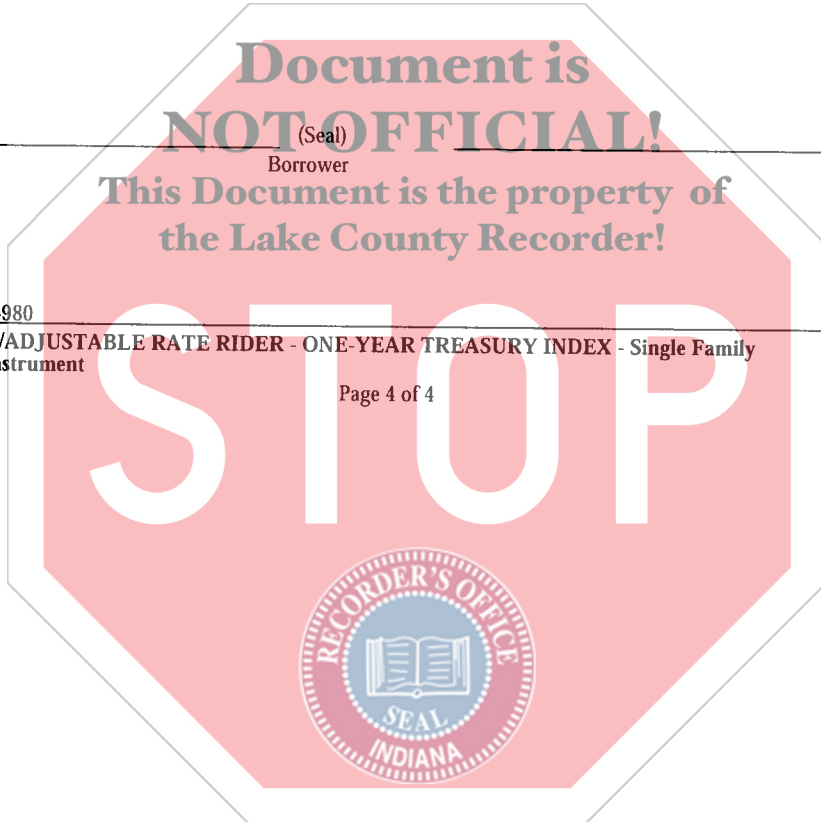 Document is
NOT OFFICIAL!
(Seal)
Borrower
This Document is the property of
the Lake County Recorder!
980
/ADJUSTABLE RATE RIDER - ONE-YEAR TREASURY INDEX - Single Family
strument
Page 4 of 4
STOP
RECORDER'S OFFICE
SEAL
INDIANA